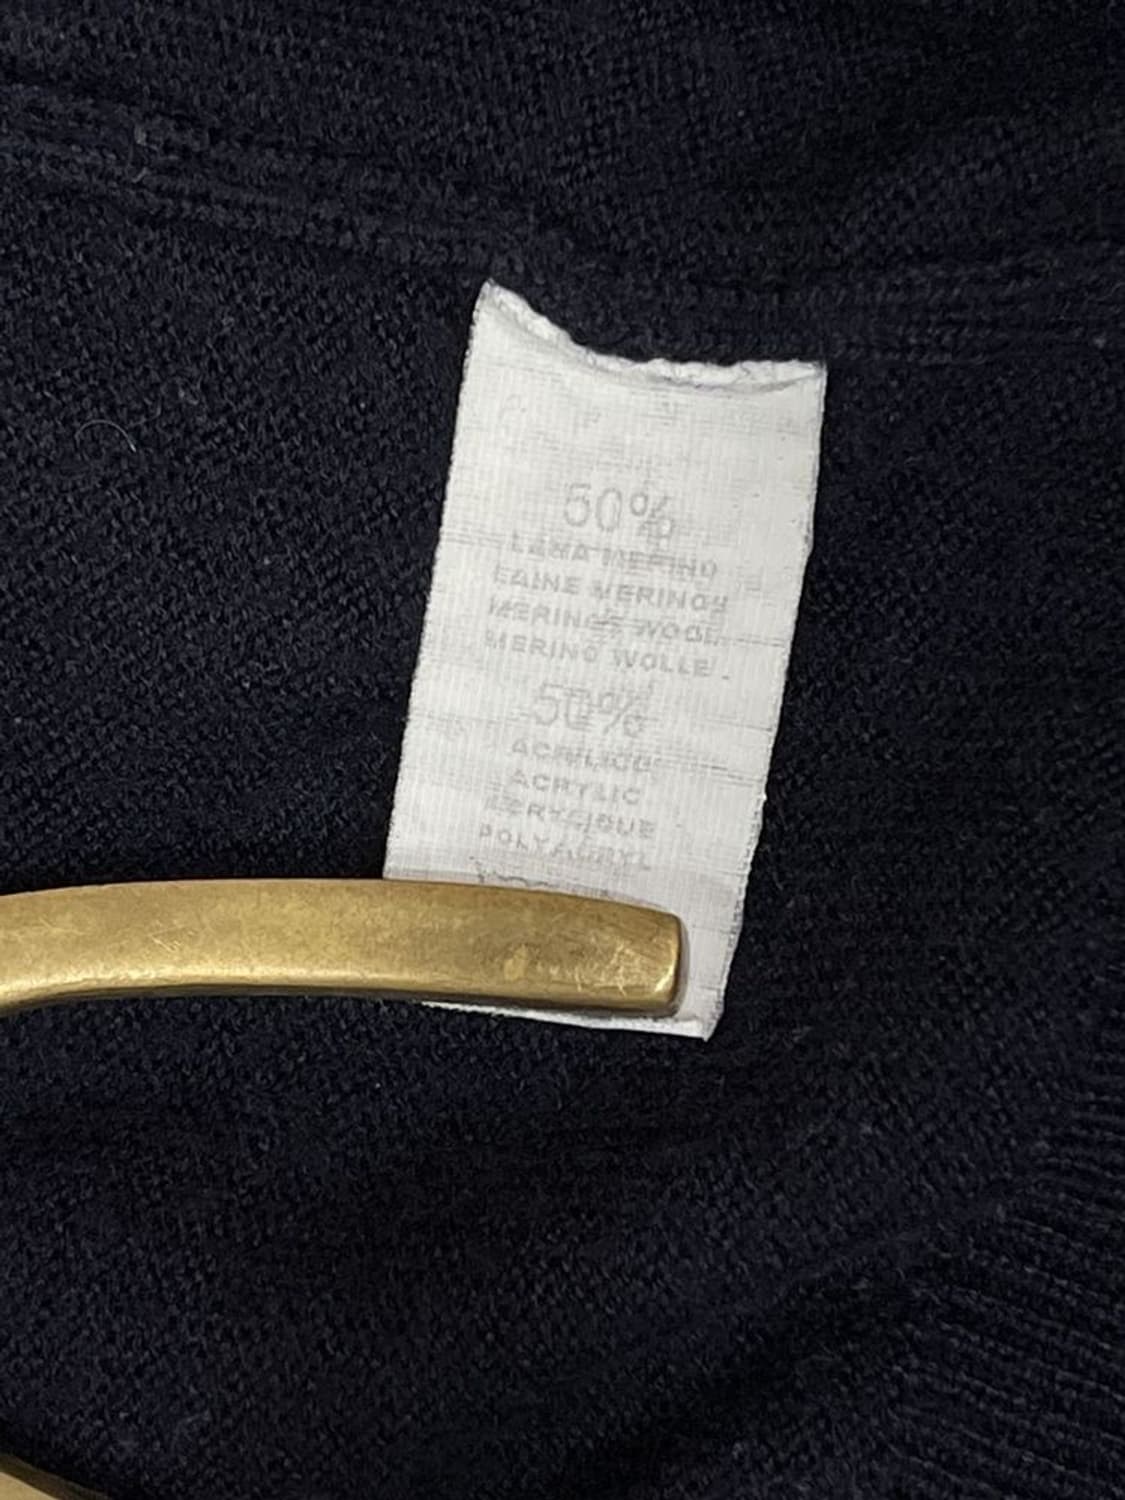 50%
LANA MERINO
LAINE MERINOS
MERINOS WOOL
MERINO WOLLE
50%
ACRILICO
ACRYLIC
ACRYLIQUE
POLYACRYL